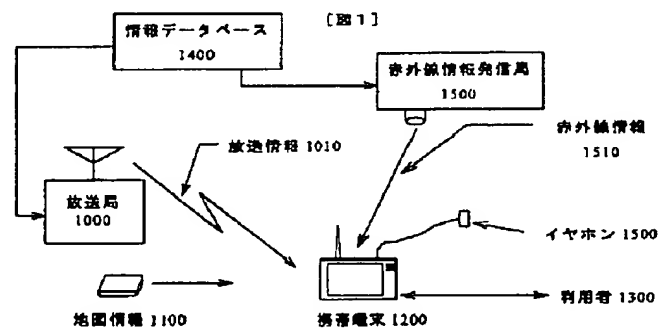 [図1]
情報データベース
1400
赤外線情報発信局
1500
放送情報 1010
赤外線情報
1510
放送局
1000
イヤホン 1500
利用者 1300
地図情報 1100
携帯端末 1200